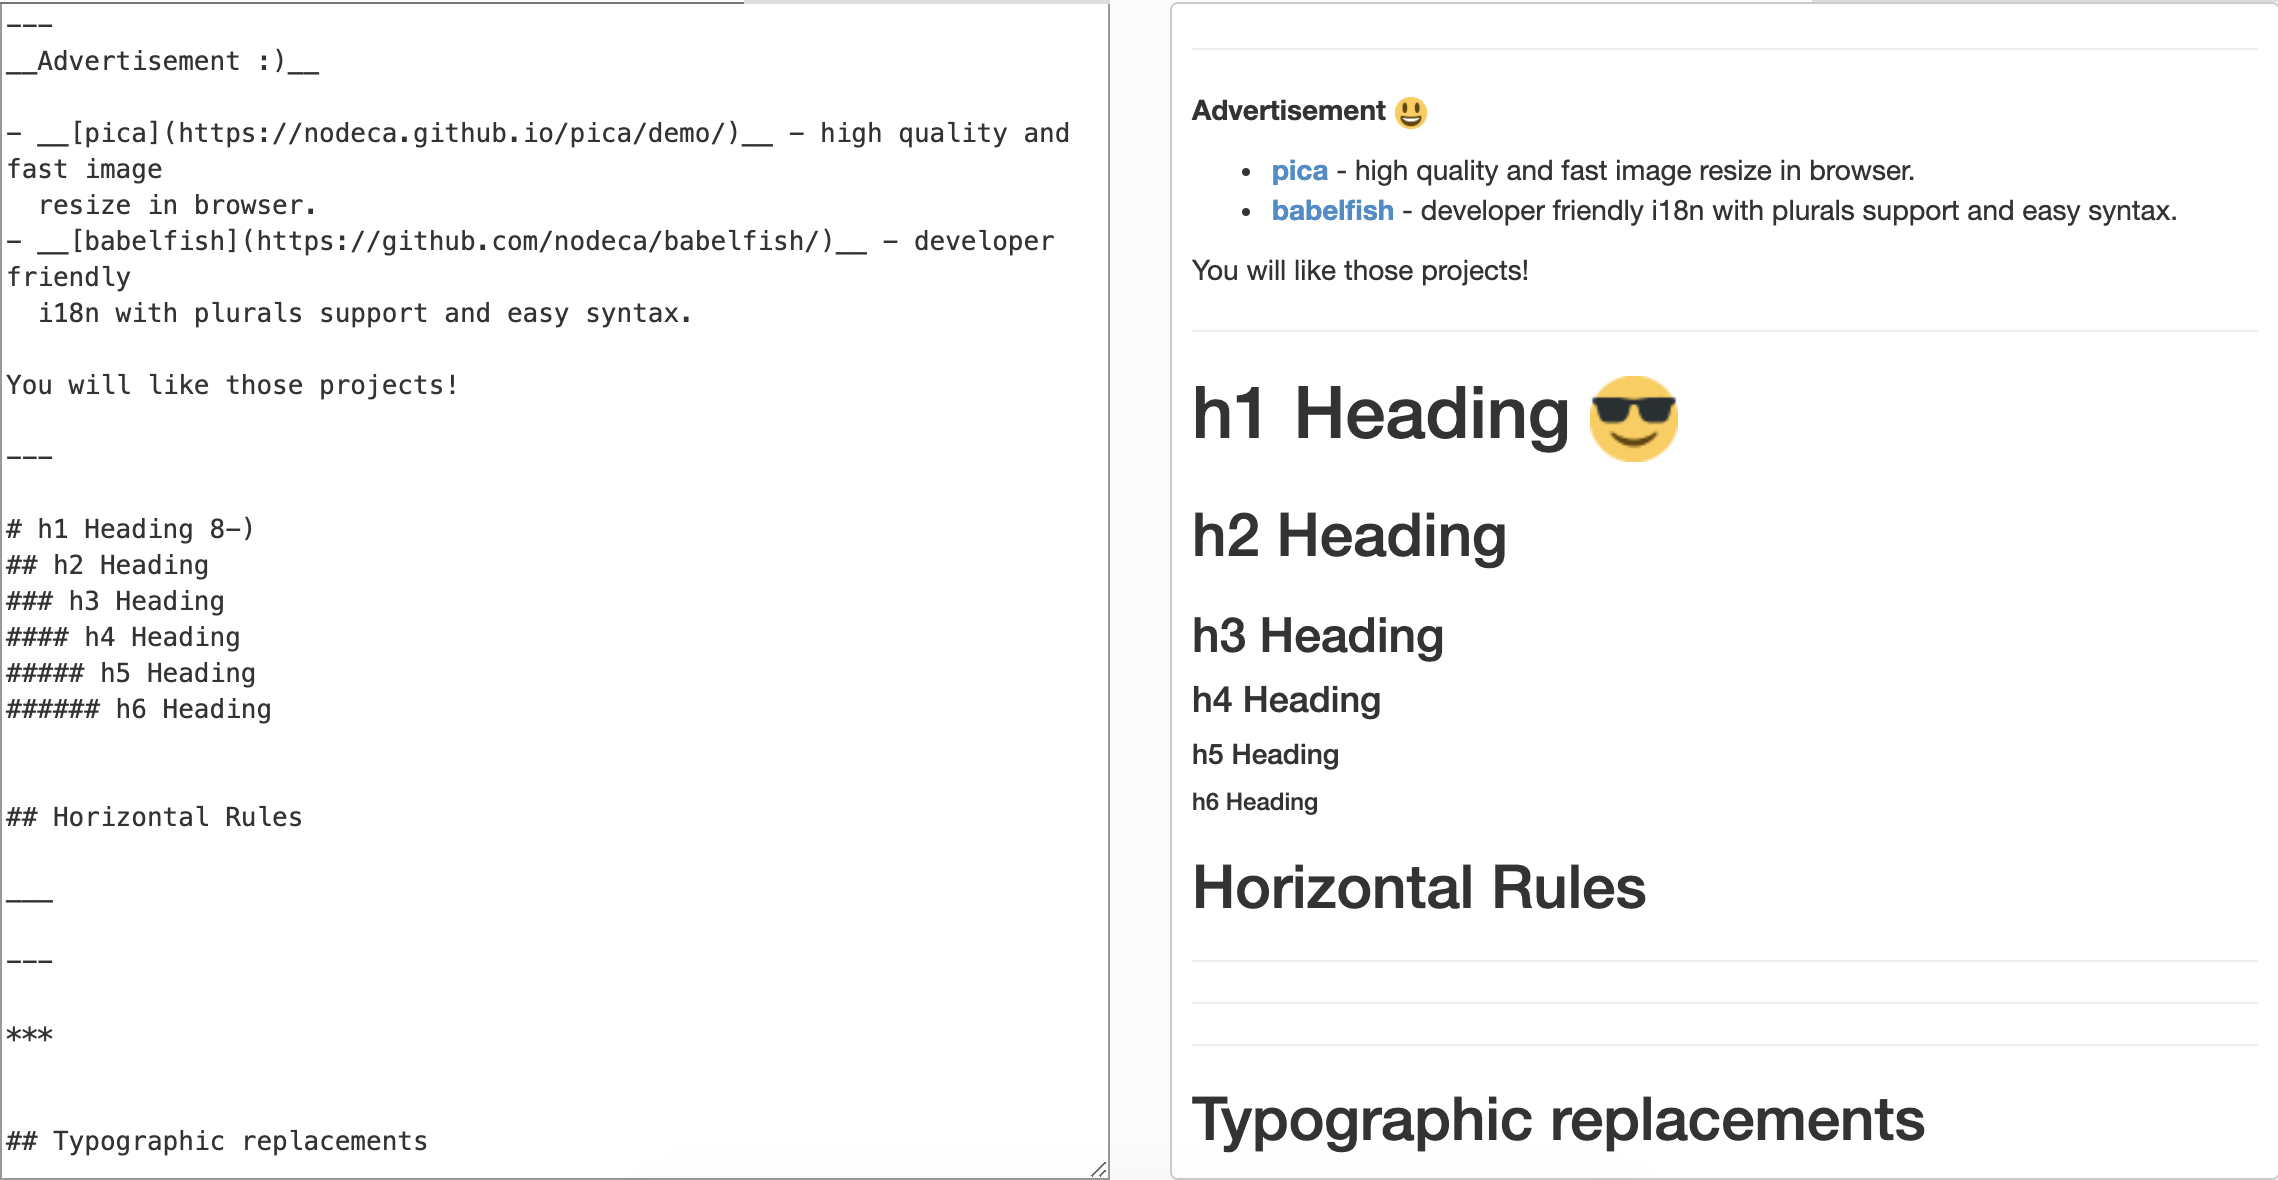 ---
__Advertisement :)__
- __[pica](https://nodeca.github.io/pica/demo/)__ - high quality and
fast image
  resize in browser.
- __[babelfish](https://github.com/nodeca/babelfish/)__ - developer
friendly
  i18n with plurals support and easy syntax.
You will like those projects!
---
# h1 Heading 8-)
## h2 Heading
### h3 Heading
#### h4 Heading
##### h5 Heading
###### h6 Heading
## Horizontal Rules
___
---
***
## Typographic replacements
Advertisement 😃
• pica - high quality and fast image resize in browser.
• babelfish - developer friendly i18n with plurals support and easy syntax.
You will like those projects!
h1 Heading 😎
h2 Heading
h3 Heading
h4 Heading
h5 Heading
h6 Heading
Horizontal Rules
Typographic replacements